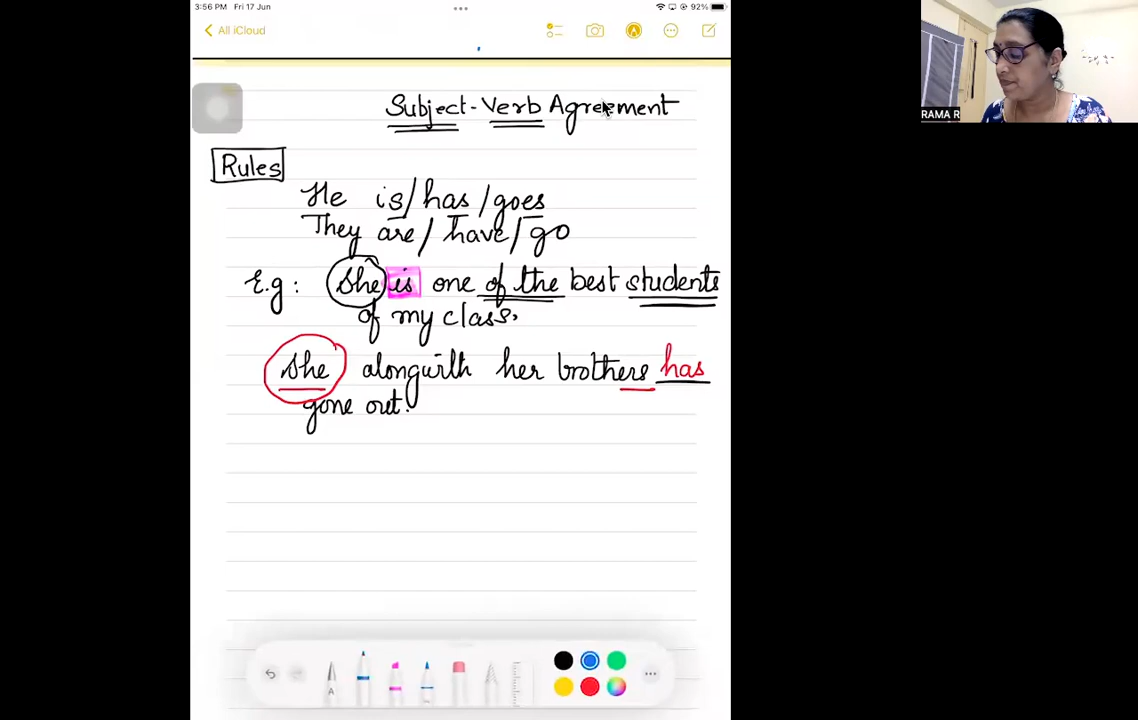 3:56 PM Fri 17 Jun
92%
All iCloud
RAMA R
Subject-Verb Agreement
Rules
He is/has/goes
They are/have/go
E.g: She is one of the best students
of my class.
She alongwith her brothers has
gone out.
A